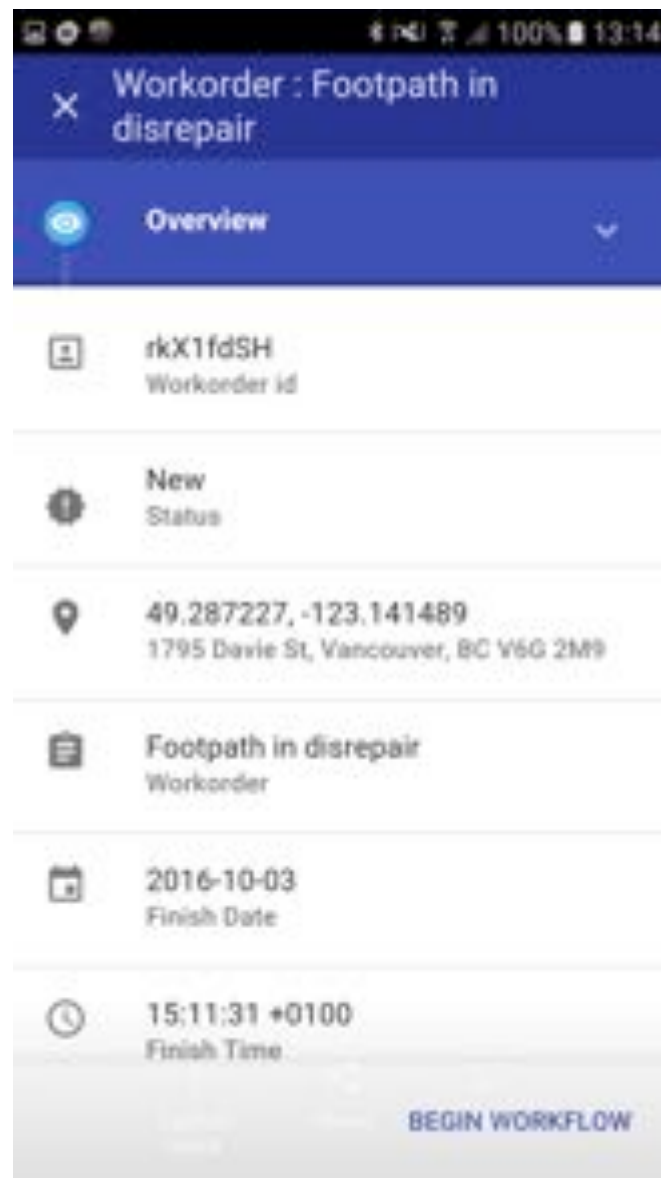 100% 13:14
Workorder : Footpath in
disrepair
Overview
rkX1fdSH
Workorder id
New
Status
49.287227, -123.141489
1795 Davie St, Vancouver, BC V6G 2M9
Footpath in disrepair
Workorder
2016-10-03
Finish Date
15:11:31 +0100
Finish Time
BEGIN WORKFLOW